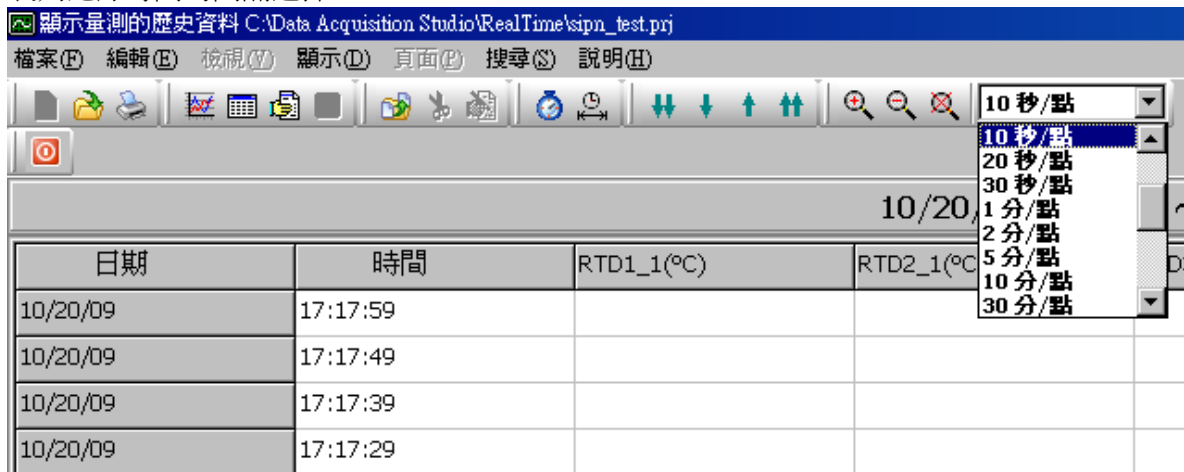 顯示量測的歷史資料 C:\Data Acquisition Studio\RealTime\sipn_test.prj
檔案(F) 編輯(E) 檢視(V) 顯示(D) 頁面(P) 搜尋(S) 說明(H)
10 秒/點
10 秒/點
20 秒/點
30 秒/點
1 分/點
2 分/點
5 分/點
10 分/點
30 分/點
10/20/
日期 時間 RTD1_1(°C) RTD2_1(°C
10/20/09 17:17:59
10/20/09 17:17:49
10/20/09 17:17:39
10/20/09 17:17:29